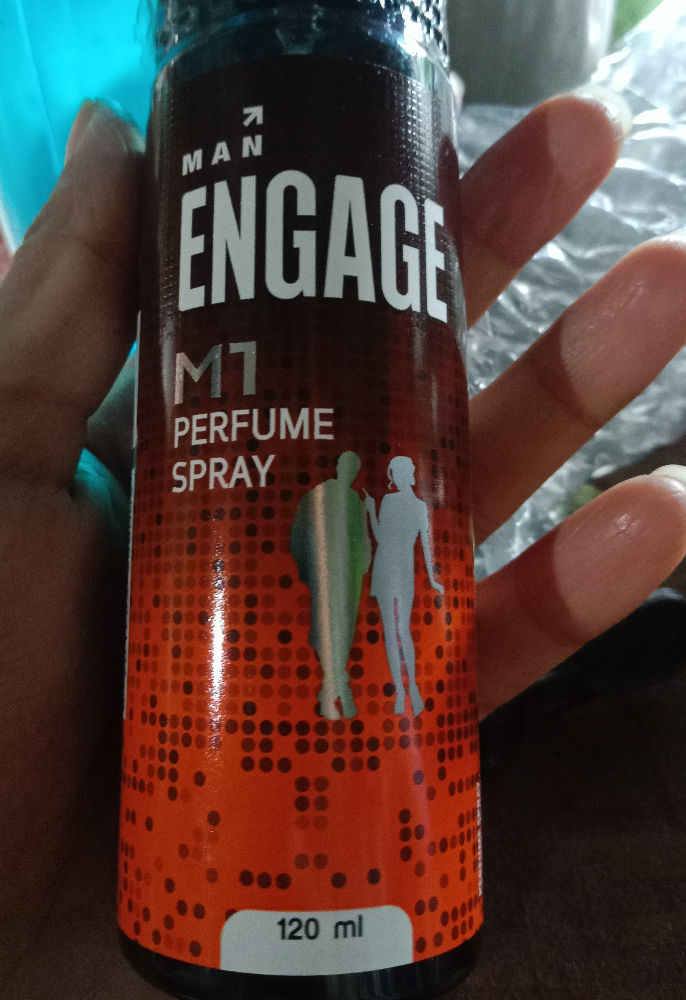 MAN
ENGAGE
M1
PERFUME
SPRAY
120 ml